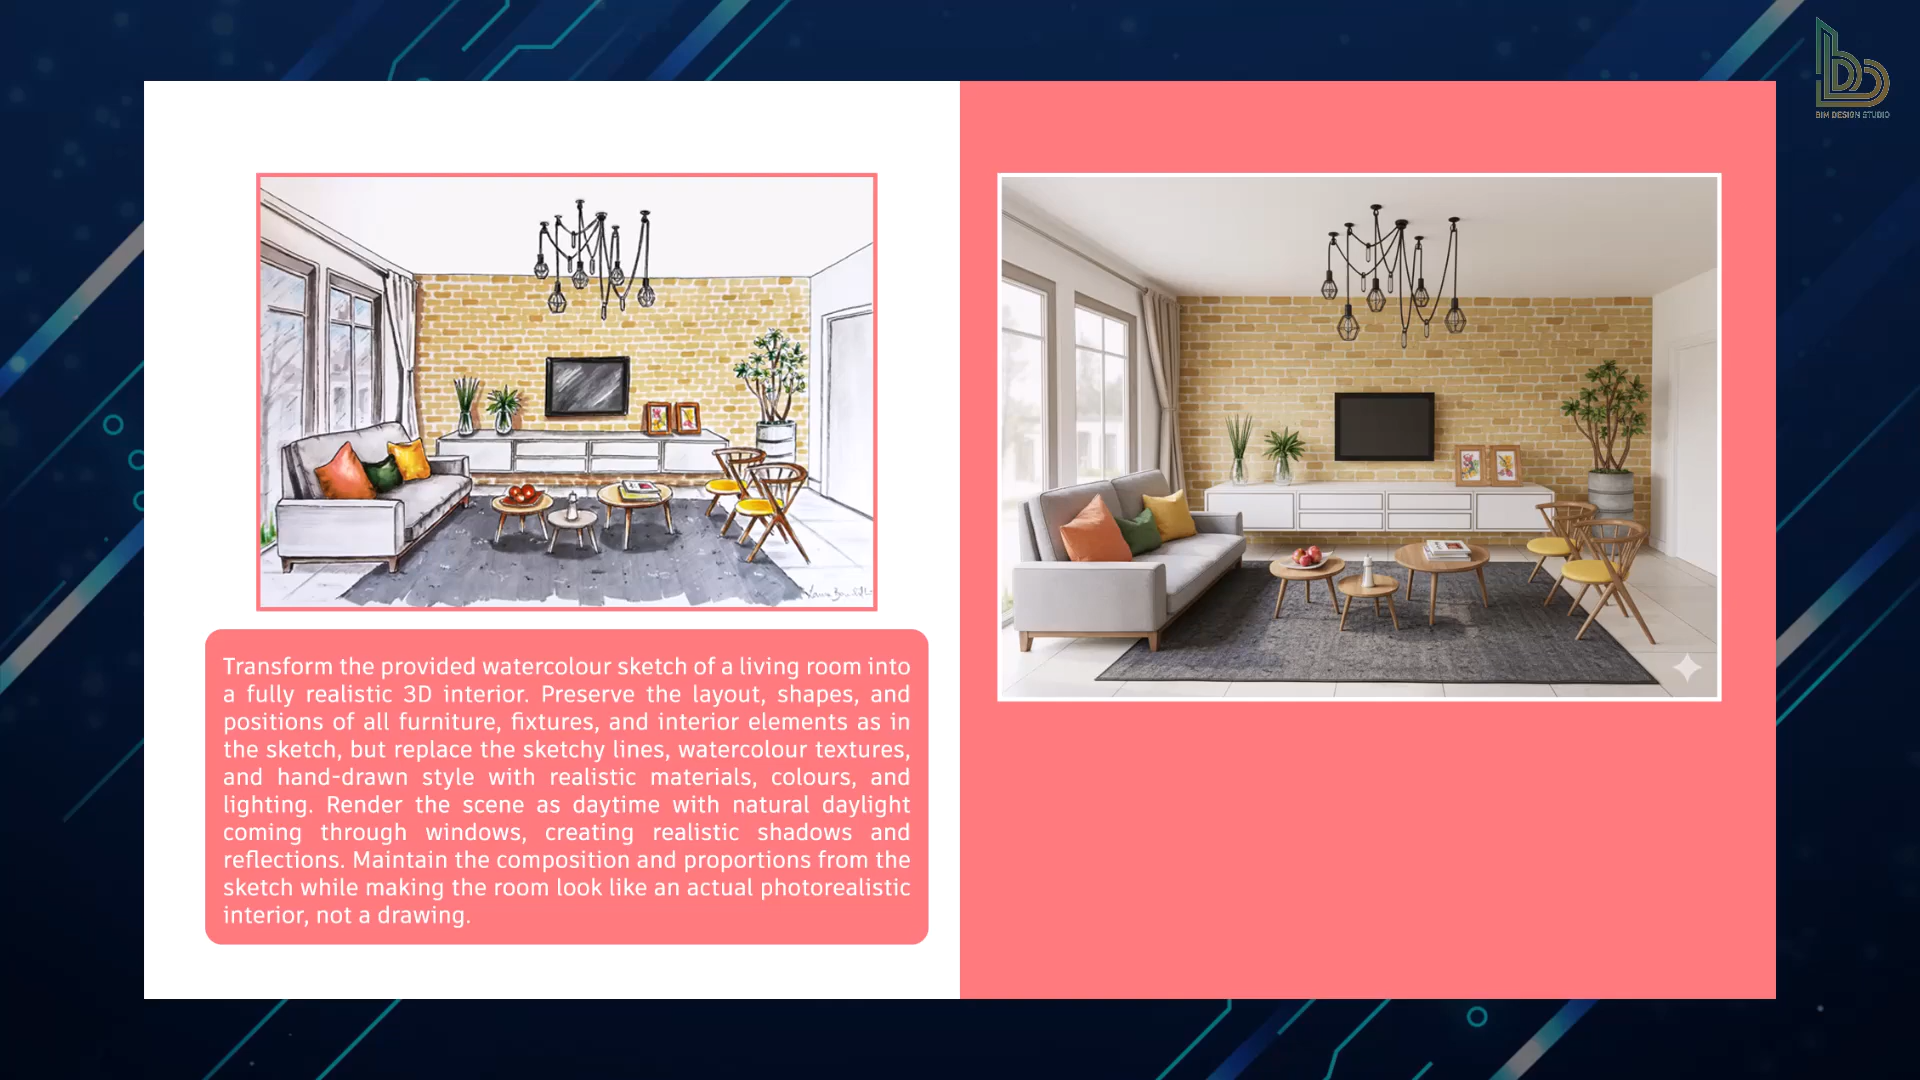 BIM DESIGN STUDIO
Transform the provided watercolour sketch of a living room into
a fully realistic 3D interior. Preserve the layout, shapes, and
positions of all furniture, fixtures, and interior elements as in
the sketch, but replace the sketchy lines, watercolour textures,
and hand-drawn style with realistic materials, colours, and
lighting. Render the scene as daytime with natural daylight
coming through windows, creating realistic shadows and
reflections. Maintain the composition and proportions from the
sketch while making the room look like an actual photorealistic
interior, not a drawing.